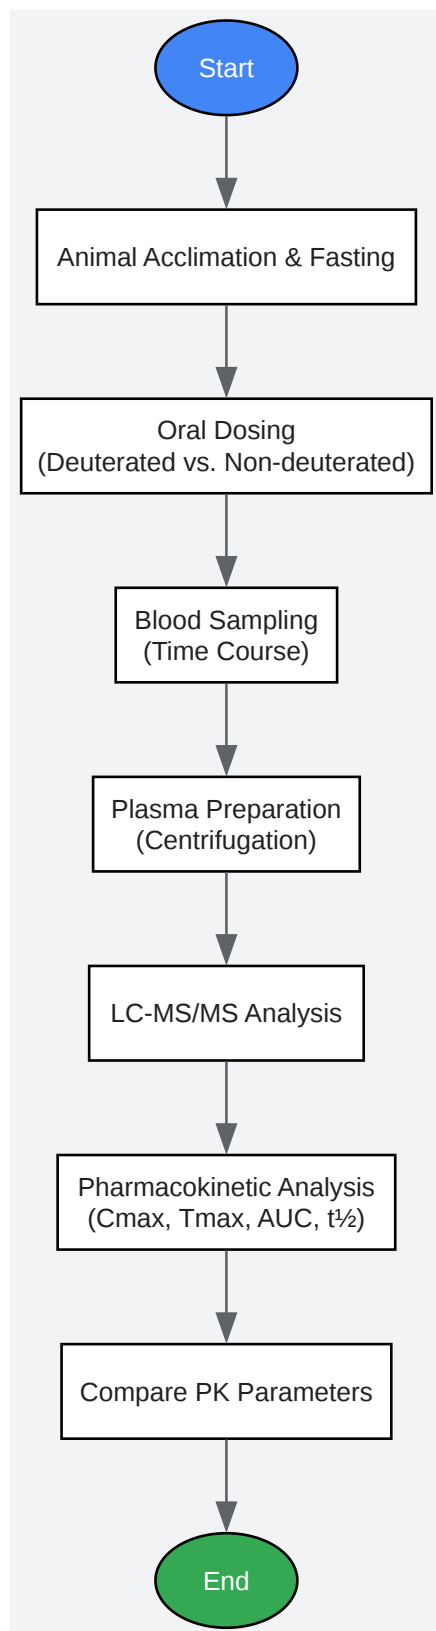 Start
Animal Acclimation & Fasting
Oral Dosing
(Deuterated vs. Non-deuterated)
Blood Sampling
(Time Course)
Plasma Preparation
(Centrifugation)
LC-MS/MS Analysis
Pharmacokinetic Analysis
(Cmax, Tmax, AUC, t½)
Compare PK Parameters
End